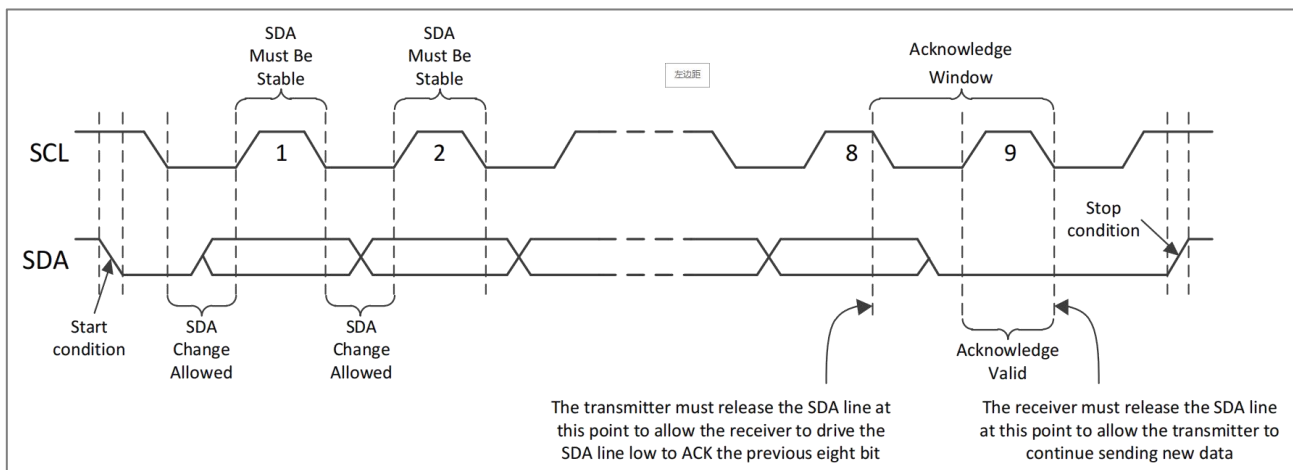 SDA
Must Be
Stable
SDA
Must Be
Stable
左边距
Acknowledge
Window
SCL
1
2
8
9
Stop
condition
SDA
Start
condition
SDA
Change
Allowed
SDA
Change
Allowed
Acknowledge
Valid
The transmitter must release the SDA line at
this point to allow the receiver to drive the
SDA line low to ACK the previous eight bit
The receiver must release the SDA line
at this point to allow the transmitter to
continue sending new data